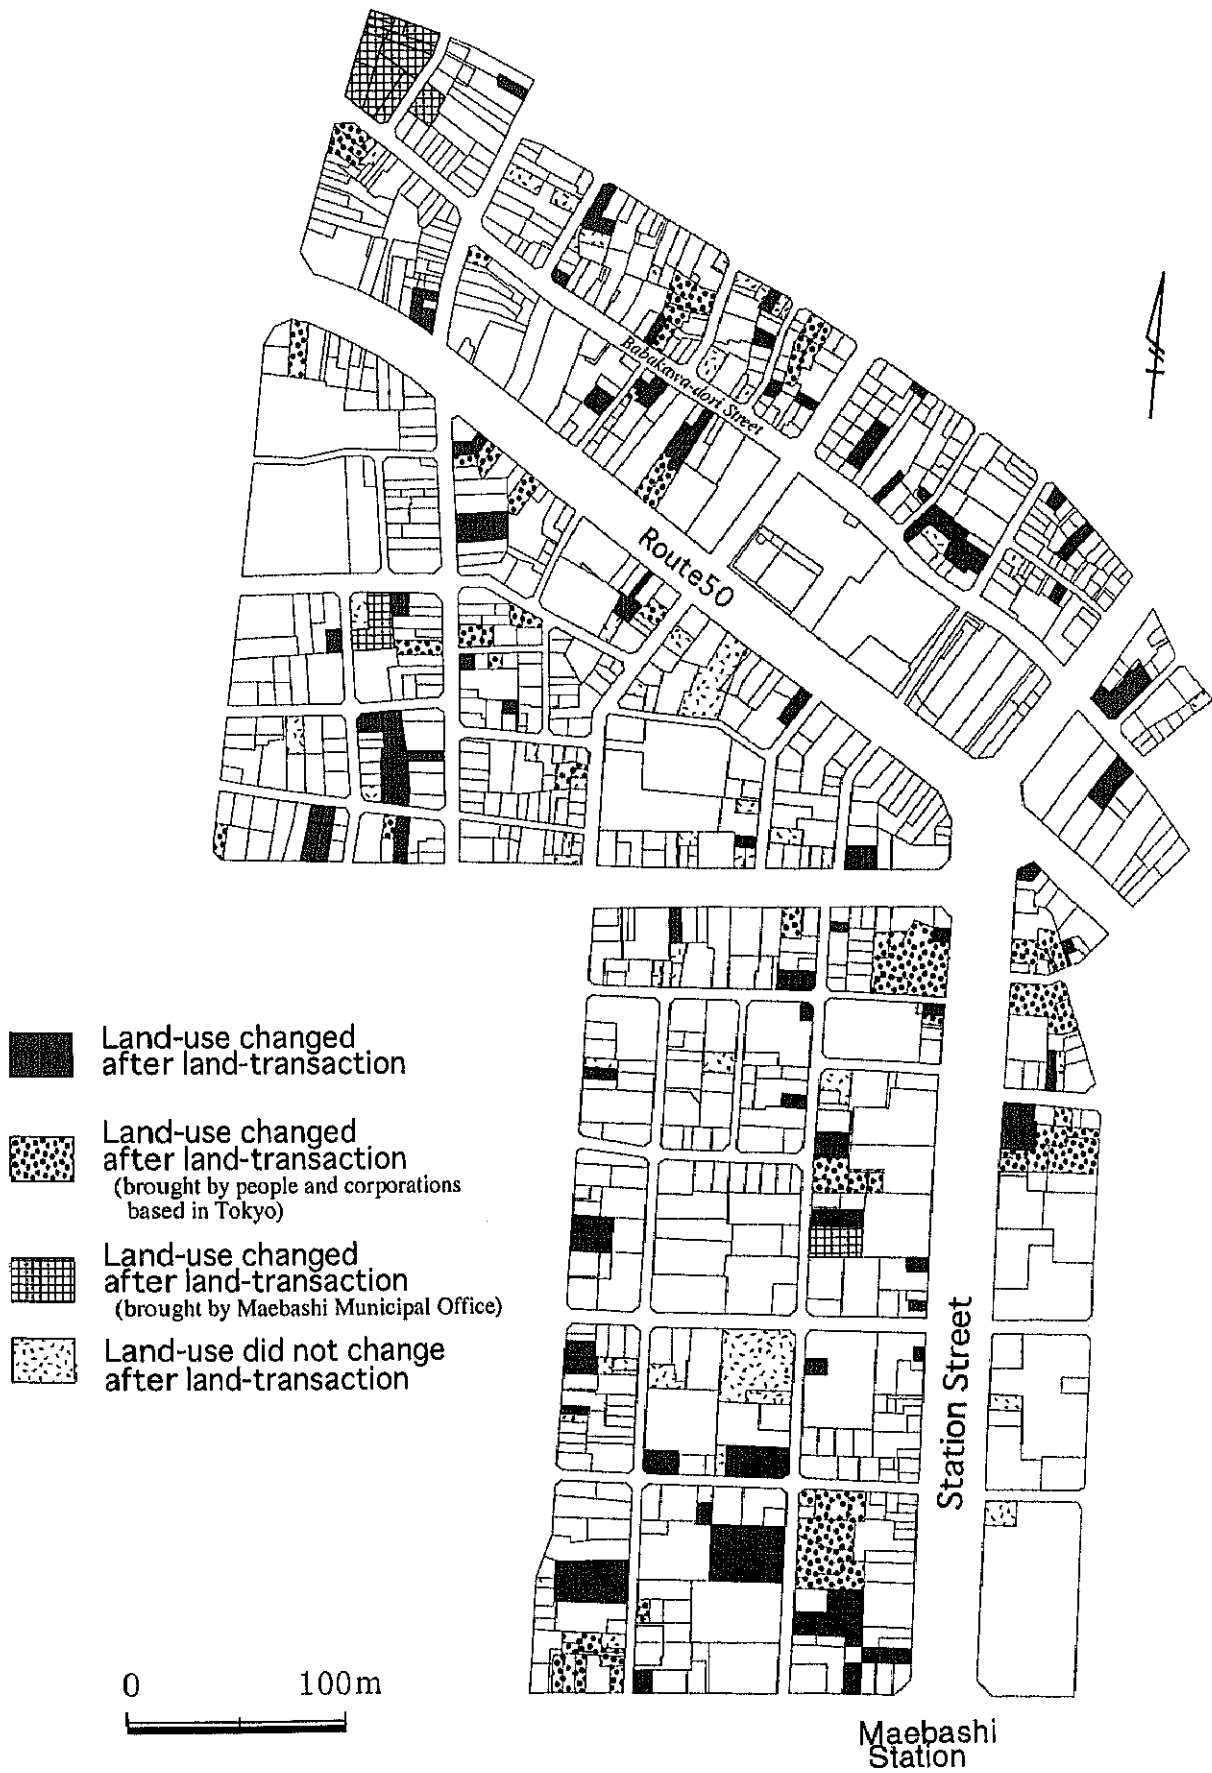 Babakawa-dori Street
Route50
Land-use changed
after land-transaction
Land-use changed
after land-transaction
(brought by people and corporations
based in Tokyo)
Land-use changed
after land-transaction
(brought by Maebashi Municipal Office)
Land-use did not change
after land-transaction
Station Street
0 100m
Maebashi
Station